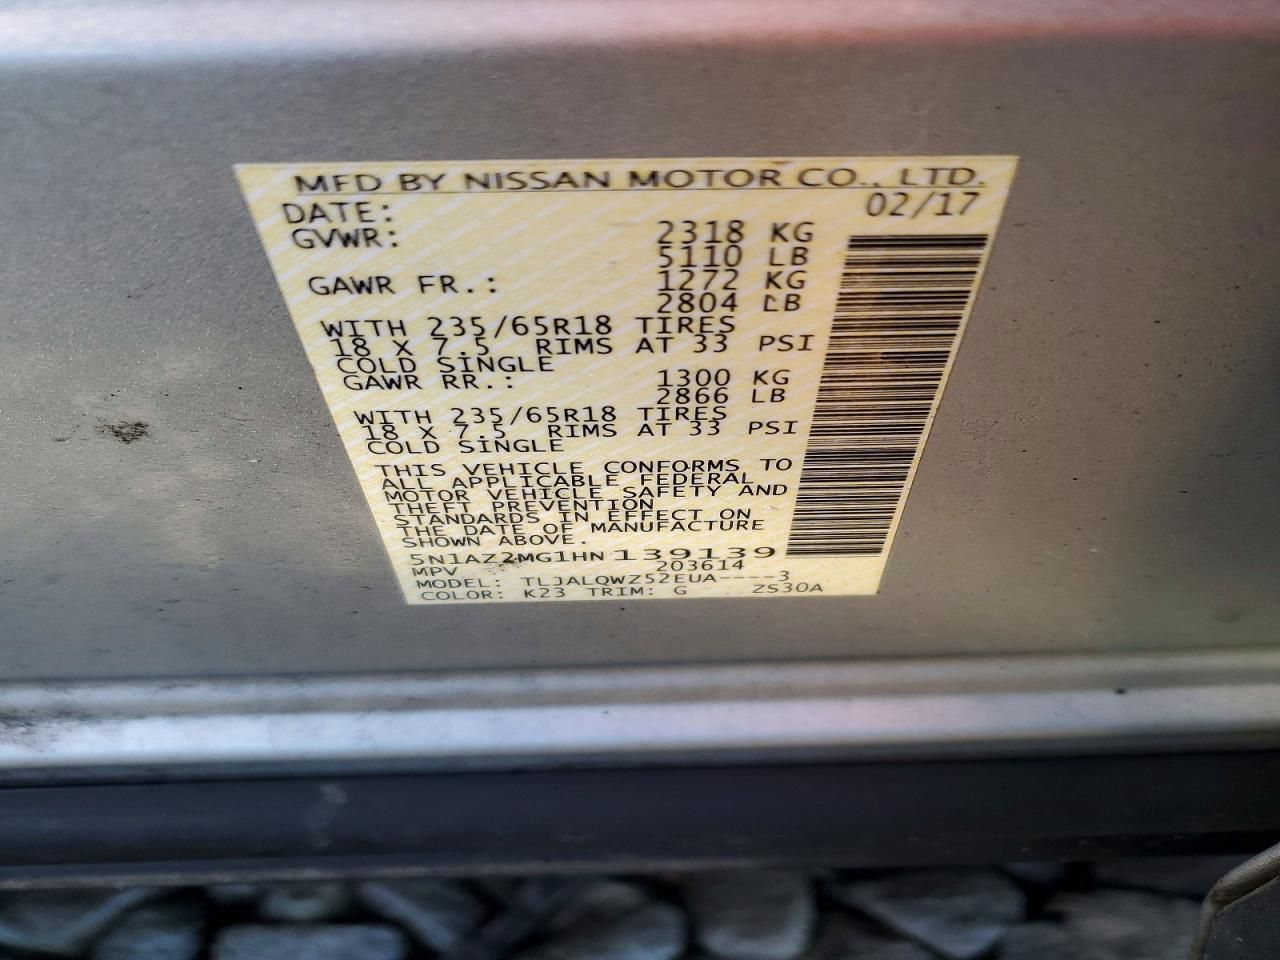 MFD BY NISSAN MOTOR CO., LTD.
DATE: 02/17
GVWR: 2318 KG
5110 LB
GAWR FR.: 1272 KG
2804 LB
WITH 235/65R18 TIRES
18 X 7.5 RIMS AT 33 PSI
COLD SINGLE
GAWR RR.: 1300 KG
2866 LB
WITH 235/65R18 TIRES
18 X 7.5 RIMS AT 33 PSI
COLD SINGLE
THIS VEHICLE CONFORMS TO
ALL APPLICABLE FEDERAL
MOTOR VEHICLE SAFETY AND
THEFT PREVENTION
STANDARDS IN EFFECT ON
THE DATE OF MANUFACTURE
SHOWN ABOVE.
5N1AZ2MG1HN139139
MPV 203614
MODEL: TLJALQWZ52EUA----3
COLOR: K23 TRIM: G ZS30A